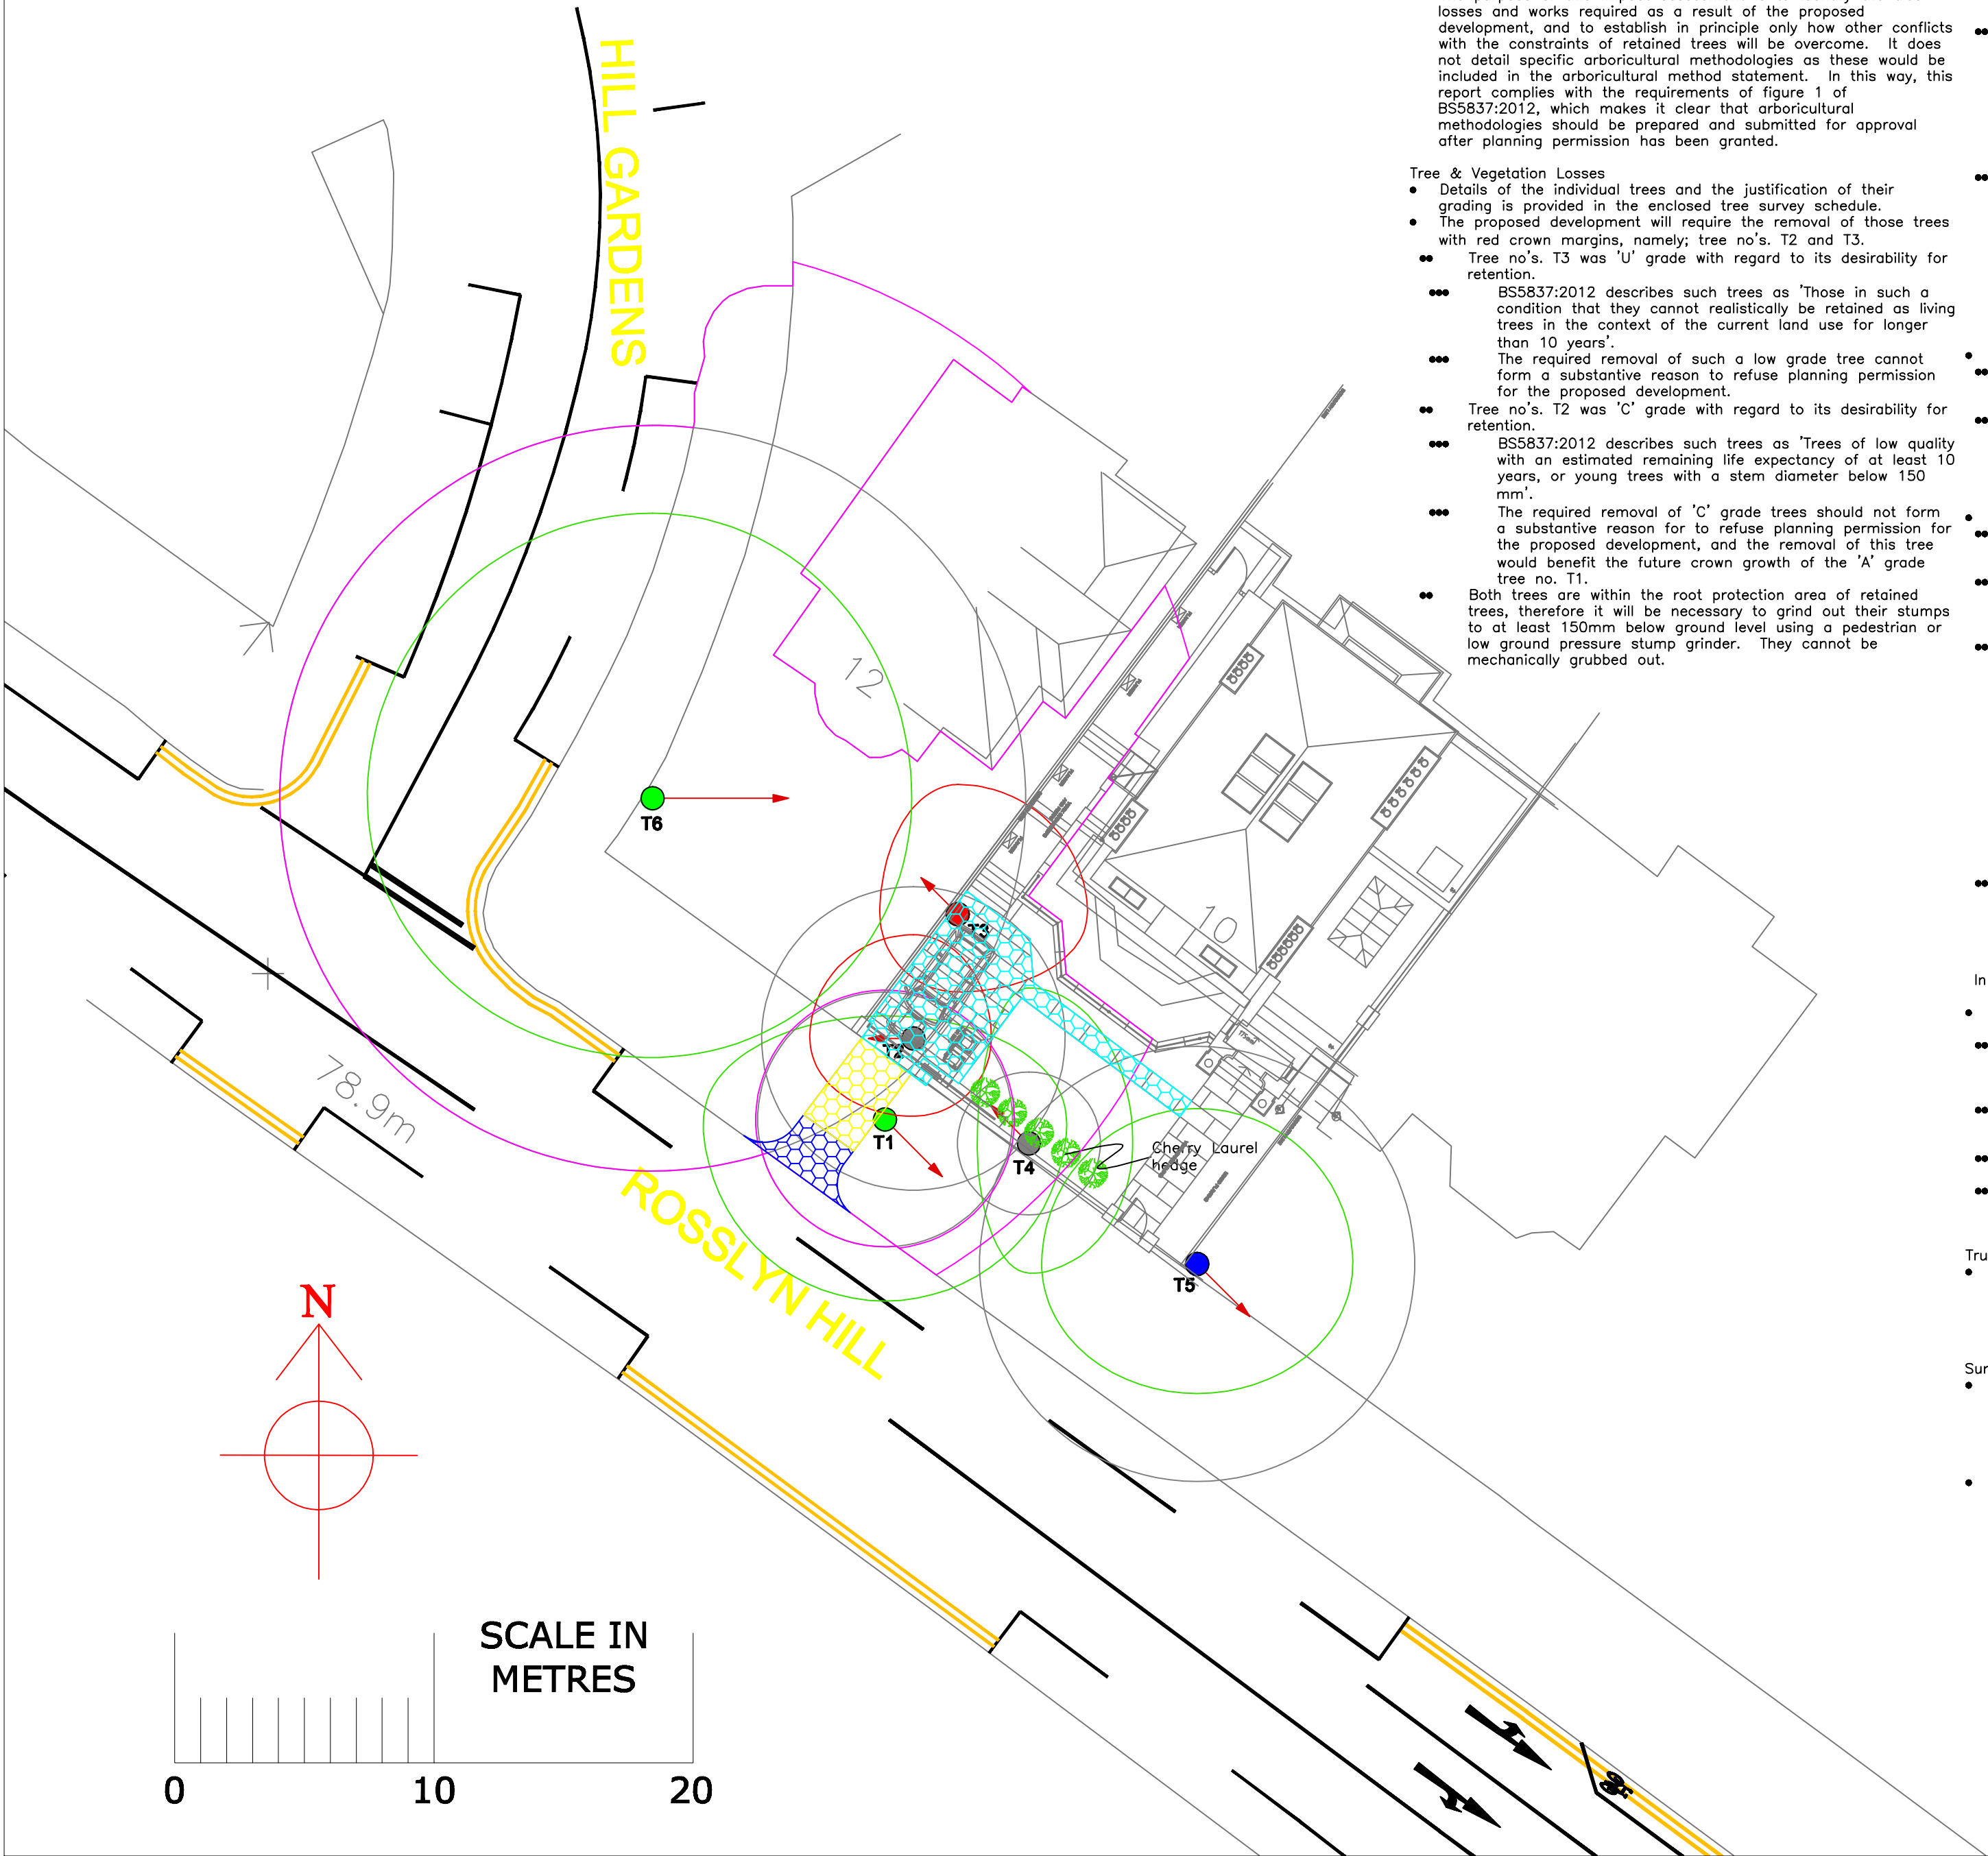 losses and works required as a result of the proposed
development, and to establish in principle only how other conflicts
with the constraints of retained trees will be overcome.  It does
not detail specific arboricultural methodologies as these would be
included in the arboricultural method statement.  In this way, this
report complies with the requirements of figure 1 of
BS5837:2012, which makes it clear that arboricultural
methodologies should be prepared and submitted for approval
after planning permission has been granted.
Tree & Vegetation Losses
• Details of the individual trees and the justification of their
grading is provided in the enclosed tree survey schedule.
• The proposed development will require the removal of those trees
with red crown margins, namely; tree no's. T2 and T3.
•• Tree no's. T3 was 'U' grade with regard to its desirability for
retention.
••• BS5837:2012 describes such trees as 'Those in such a
condition that they cannot realistically be retained as living
trees in the context of the current land use for longer
than 10 years'.
••• The required removal of such a low grade tree cannot
form a substantive reason to refuse planning permission
for the proposed development.
•• Tree no's. T2 was 'C' grade with regard to its desirability for
retention.
••• BS5837:2012 describes such trees as 'Trees of low quality
with an estimated remaining life expectancy of at least 10
years, or young trees with a stem diameter below 150
mm'.
••• The required removal of 'C' grade trees should not form
a substantive reason for to refuse planning permission for
the proposed development, and the removal of this tree
would benefit the future crown growth of the 'A' grade
tree no. T1.
•• Both trees are within the root protection area of retained
trees, therefore it will be necessary to grind out their stumps
to at least 150mm below ground level using a pedestrian or
low ground pressure stump grinder.  They cannot be
mechanically grubbed out.
HILL GARDENS
12
T6
T3
10
T2
78.9m
T1
T4
Cherry Laurel
hedge
T5
ROSSLYN HILL
N
SCALE IN
METRES
0
10
20
In
Tru
Sur